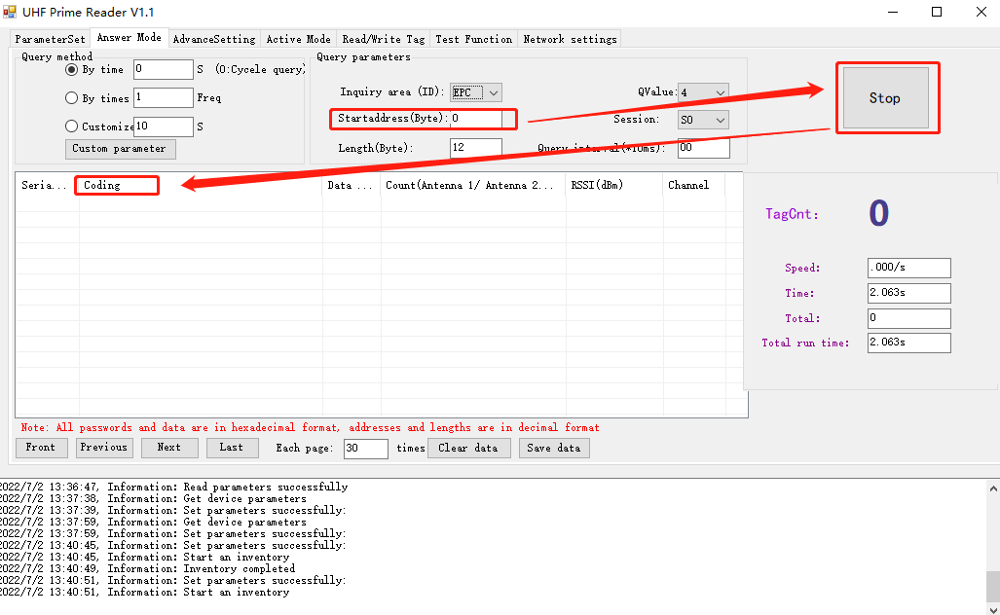 UHF Prime Reader V1.1
ParameterSet Answer Mode AdvanceSetting Active Mode Read/Write Tag Test Function Network settings
Query method
By time 0 S (0:Cycele query)
By times 1 Freq
Customize 10 S
Custom parameter
Query parameters
Inquiry area (ID): EPC QValue: 4
Startaddress(Byte): 0 Session: S0
Length(Byte): 12 Query interval(*10ms): 00
Stop
Seria... Coding Data ... Count(Antenna 1/ Antenna 2... RSSI(dBm) Channel
TagCnt: 0
Speed: .000/s
Time: 2.063s
Total: 0
Total run time: 2.063s
Note: All passwords and data are in hexadecimal format, addresses and lengths are in decimal format
Front Previous Next Last Each page: 30 times Clear data Save data
2022/7/2 13:36:47, Information: Read parameters successfully
2022/7/2 13:37:38, Information: Get device parameters
2022/7/2 13:37:39, Information: Set parameters successfully:
2022/7/2 13:37:59, Information: Get device parameters
2022/7/2 13:37:59, Information: Set parameters successfully:
2022/7/2 13:40:45, Information: Set parameters successfully:
2022/7/2 13:40:45, Information: Start an inventory
2022/7/2 13:40:49, Information: Inventory completed
2022/7/2 13:40:51, Information: Set parameters successfully:
2022/7/2 13:40:51, Information: Start an inventory